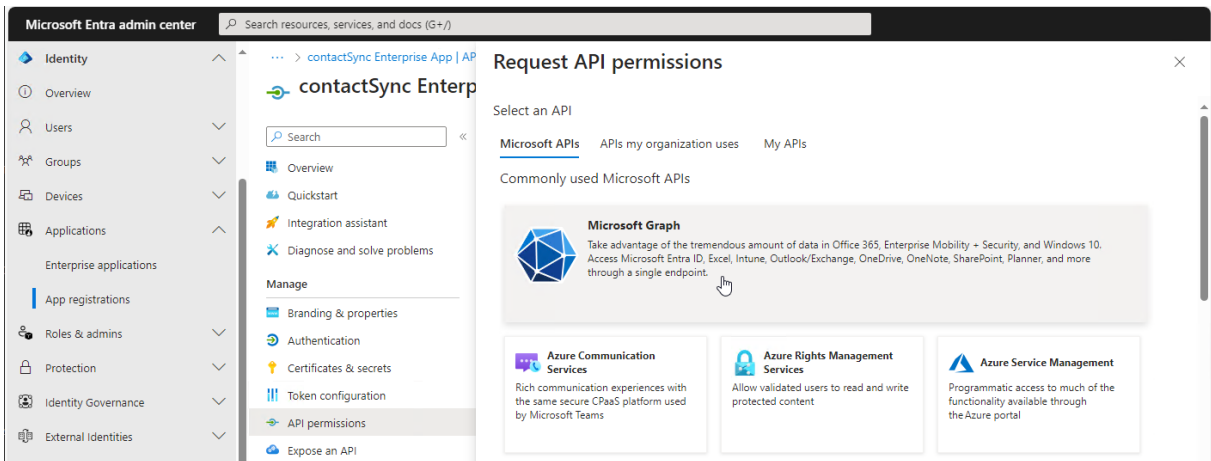 Microsoft Entra admin center
Search resources, services, and docs (G+/)
Identity
Overview
Users
Groups
Devices
Applications
Enterprise applications
App registrations
Roles & admins
Protection
Identity Governance
External Identities
··· > contactSync Enterprise App | AP
contactSync Enterp
Search
«
Overview
Quickstart
Integration assistant
Diagnose and solve problems
Manage
Branding & properties
Authentication
Certificates & secrets
Token configuration
API permissions
Expose an API
Request API permissions
Select an API
Microsoft APIs APIs my organization uses My APIs
Commonly used Microsoft APIs
Microsoft Graph
Take advantage of the tremendous amount of data in Office 365, Enterprise Mobility + Security, and Windows 10.
Access Microsoft Entra ID, Excel, Intune, Outlook/Exchange, OneDrive, OneNote, SharePoint, Planner, and more
through a single endpoint.
Azure Communication
Services
Rich communication experiences with
the same secure CPaaS platform used
by Microsoft Teams
Azure Rights Management
Services
Allow validated users to read and write
protected content
Azure Service Management
Programmatic access to much of the
functionality available through
the Azure portal